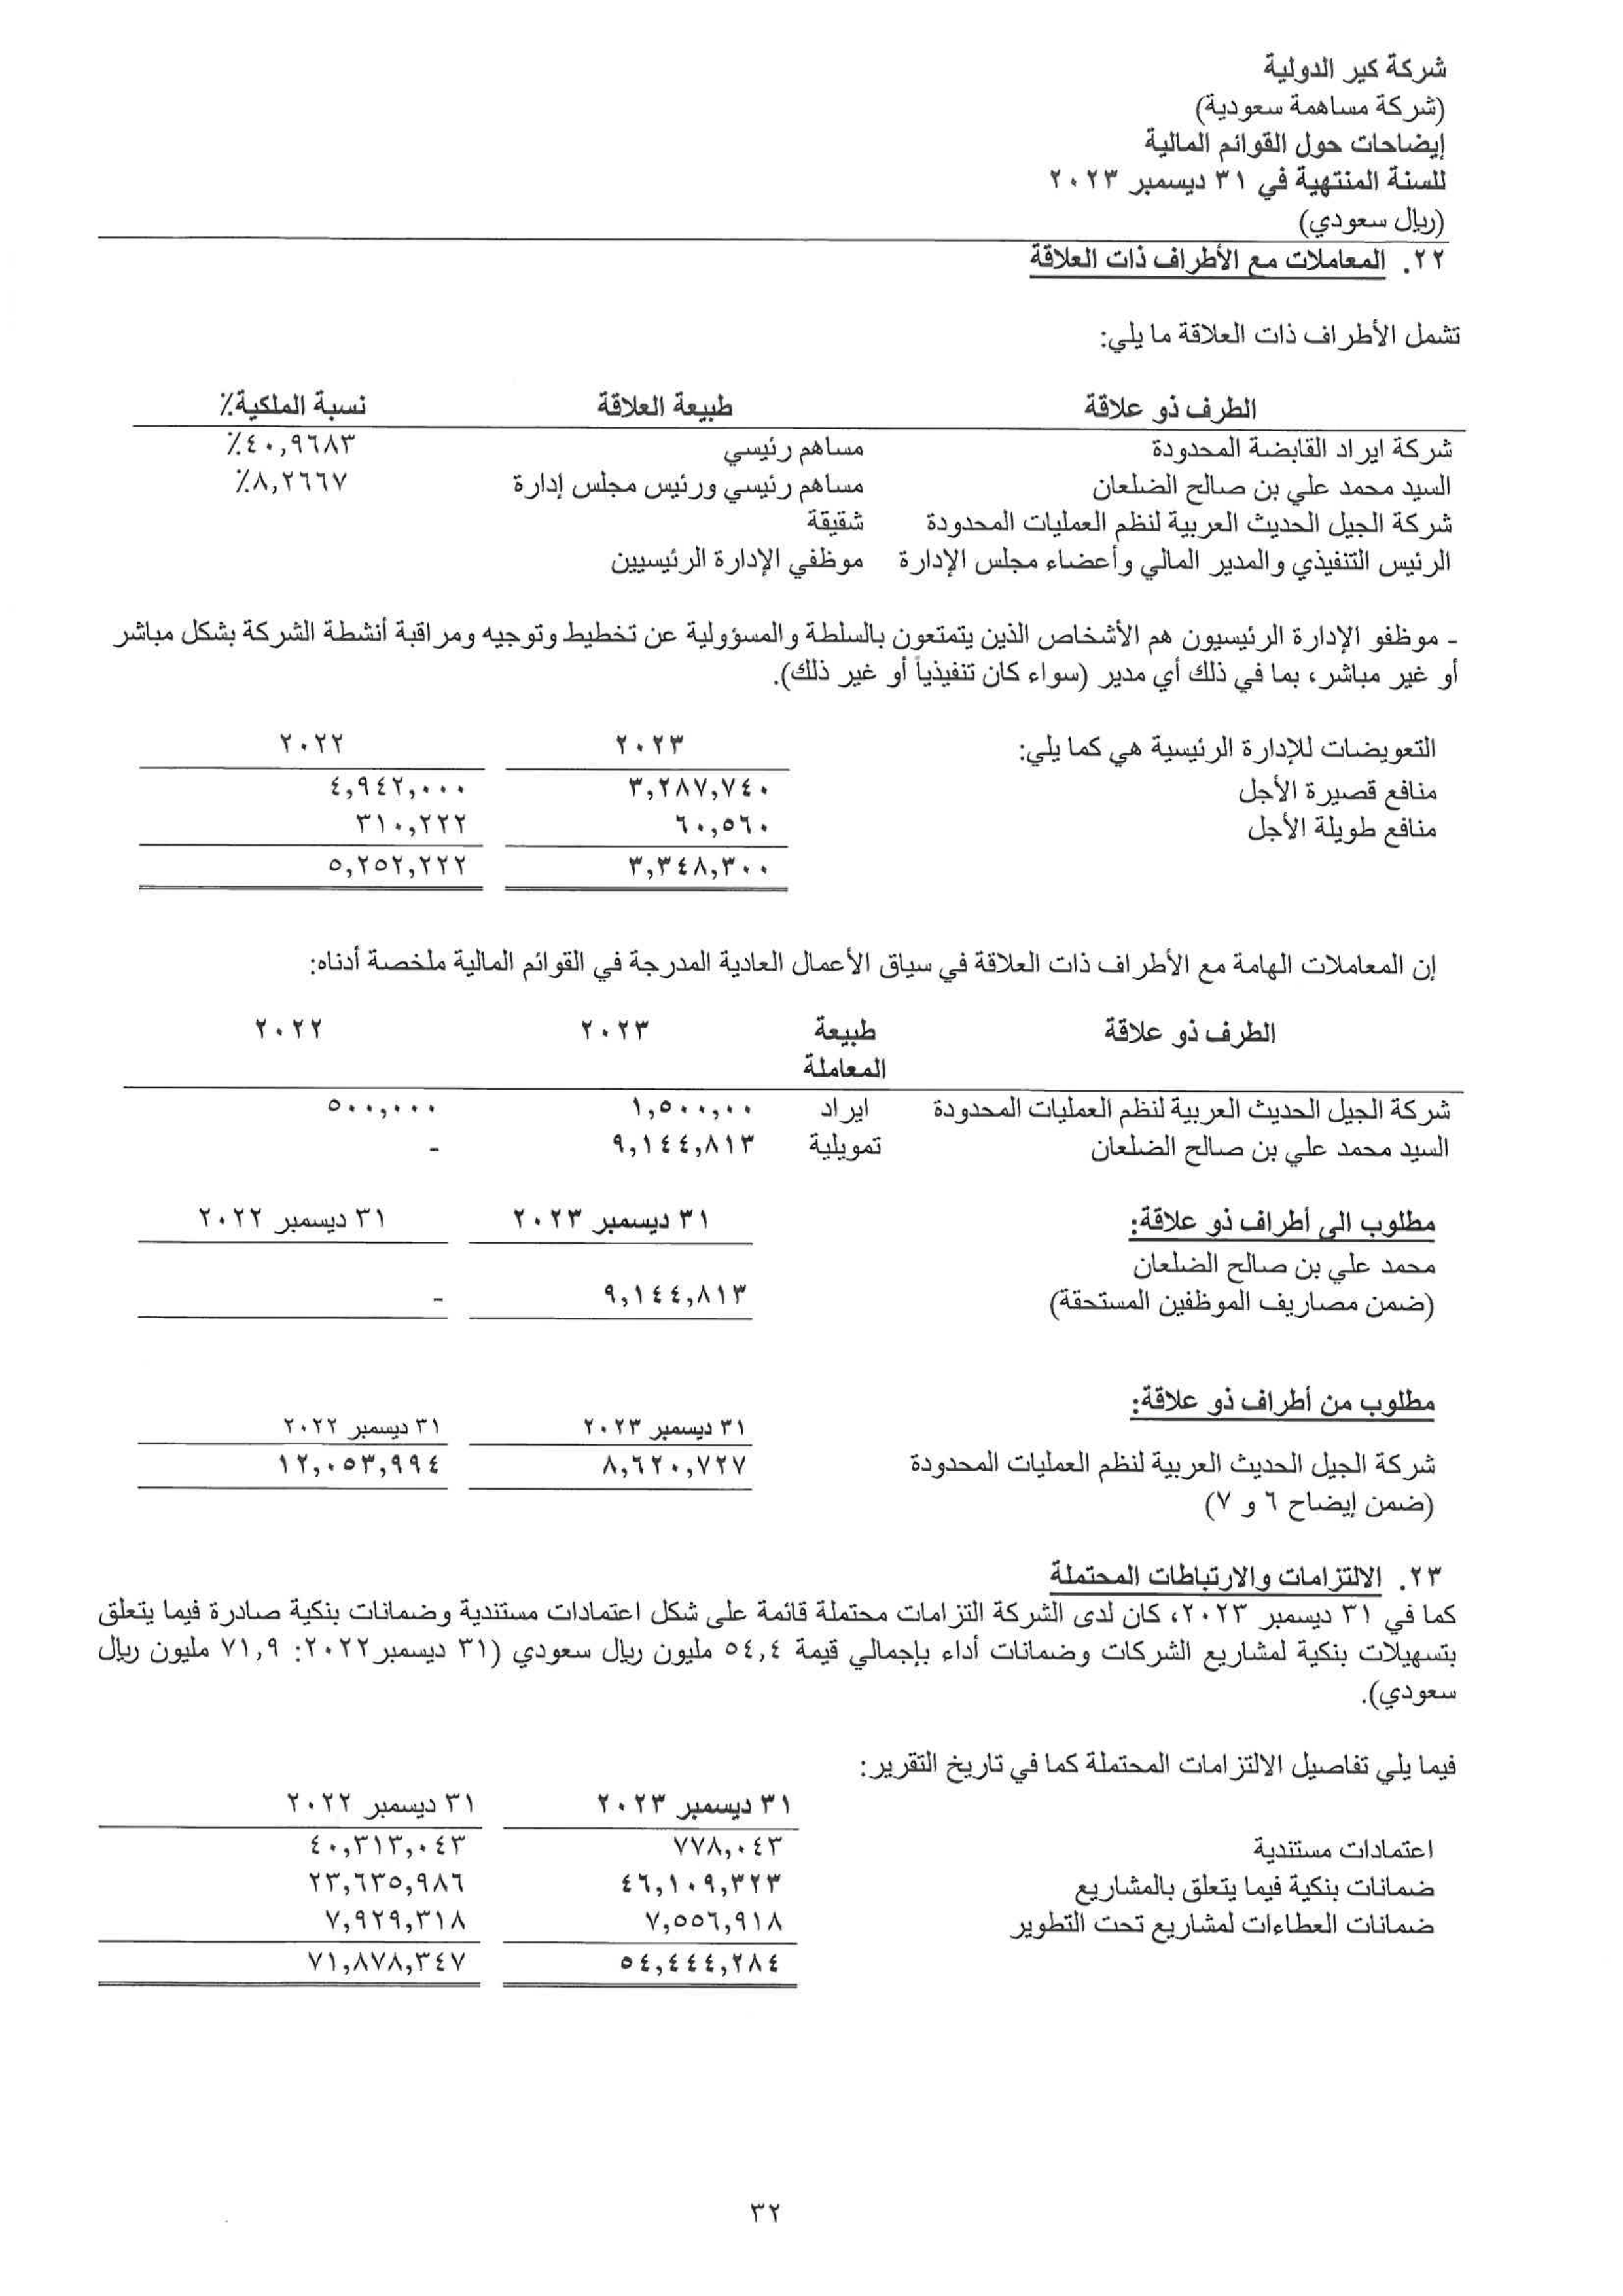 شركة كير الدولية
(شركة مساهمة سعودية)
إيضاحات حول القوائم المالية
للسنة المنتهية في ٣١ ديسمبر ٢٠٢٣
(ريال سعودي)
٢٢. المعاملات مع الأطراف ذات العلاقة
تشمل الأطراف ذات العلاقة ما يلي:
الطرف ذو علاقة طبيعة العلاقة نسبة الملكية٪
شركة ايراد القابضة المحدودة مساهم رئيسي ٤٠,٩٦٨٣٪
السيد محمد علي بن صالح الضلعان مساهم رئيسي ورئيس مجلس إدارة ٨,٢٦٦٧٪
شركة الجيل الحديث العربية لنظم العمليات المحدودة شقيقة
الرئيس التنفيذي والمدير المالي وأعضاء مجلس الإدارة موظفي الإدارة الرئيسيين
- موظفو الإدارة الرئيسيون هم الأشخاص الذين يتمتعون بالسلطة والمسؤولية عن تخطيط وتوجيه ومراقبة أنشطة الشركة بشكل مباشر
أو غير مباشر، بما في ذلك أي مدير (سواء كان تنفيذياً أو غير ذلك).
التعويضات للإدارة الرئيسية هي كما يلي: ٢٠٢٣ ٢٠٢٢
منافع قصيرة الأجل ٣,٢٨٧,٧٤٠ ٤,٩٤٢,٠٠٠
منافع طويلة الأجل ٦٠,٥٦٠ ٣١٠,٢٢٢
٣,٣٤٨,٣٠٠ ٥,٢٥٢,٢٢٢
إن المعاملات الهامة مع الأطراف ذات العلاقة في سياق الأعمال العادية المدرجة في القوائم المالية ملخصة أدناه:
الطرف ذو علاقة طبيعة ٢٠٢٣ ٢٠٢٢
المعاملة
شركة الجيل الحديث العربية لنظم العمليات المحدودة ايراد ١,٥٠٠,٠٠ ٥٠٠,٠٠٠
السيد محمد علي بن صالح الضلعان تمويلية ٩,١٤٤,٨١٣ -
مطلوب الى أطراف ذو علاقة: ٣١ ديسمبر ٢٠٢٣ ٣١ ديسمبر ٢٠٢٢
محمد علي بن صالح الضلعان
(ضمن مصاريف الموظفين المستحقة) ٩,١٤٤,٨١٣ -
مطلوب من أطراف ذو علاقة:
٣١ ديسمبر ٢٠٢٣ ٣١ ديسمبر ٢٠٢٢
شركة الجيل الحديث العربية لنظم العمليات المحدودة ٨,٦٢٠,٧٢٧ ١٢,٠٥٣,٩٩٤
(ضمن إيضاح ٦ و ٧)
٢٣. الالتزامات والارتباطات المحتملة
كما في ٣١ ديسمبر ٢٠٢٣، كان لدى الشركة التزامات محتملة قائمة على شكل اعتمادات مستندية وضمانات بنكية صادرة فيما يتعلق
بتسهيلات بنكية لمشاريع الشركات وضمانات أداء بإجمالي قيمة ٥٤,٤ مليون ريال سعودي (٣١ ديسمبر٢٠٢٢: ٧١,٩ مليون ريال
سعودي).
فيما يلي تفاصيل الالتزامات المحتملة كما في تاريخ التقرير:
٣١ ديسمبر ٢٠٢٣ ٣١ ديسمبر ٢٠٢٢
اعتمادات مستندية ٧٧٨,٠٤٣ ٤٠,٣١٣,٠٤٣
ضمانات بنكية فيما يتعلق بالمشاريع ٤٦,١٠٩,٣٢٣ ٢٣,٦٣٥,٩٨٦
ضمانات العطاءات لمشاريع تحت التطوير ٧,٥٥٦,٩١٨ ٧,٩٢٩,٣١٨
٥٤,٤٤٤,٢٨٤ ٧١,٨٧٨,٣٤٧
٣٢